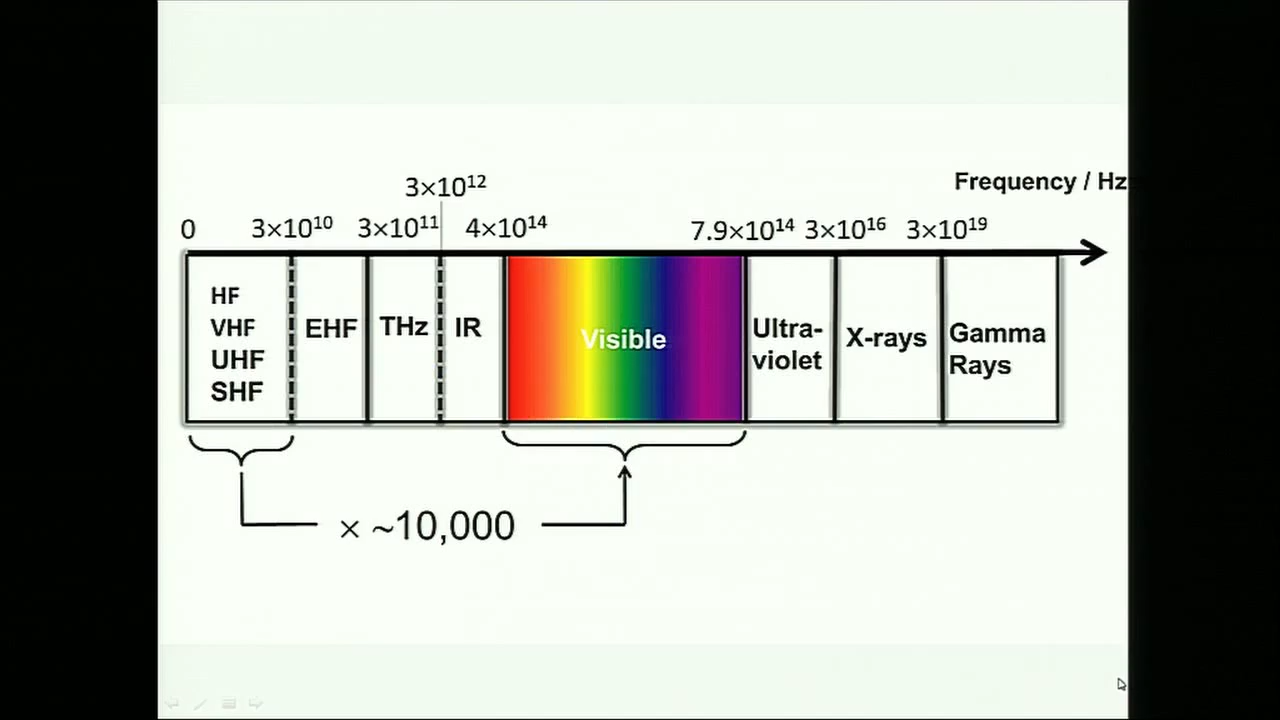 Frequency / Hz
3×10¹²
0 3×10¹⁰ 3×10¹¹ 4×10¹⁴ 7.9×10¹⁴ 3×10¹⁶ 3×10¹⁹
HF
VHF
UHF
SHF
EHF
THz
IR
Visible
Ultra-
violet
X-rays
Gamma
Rays
× ~10,000